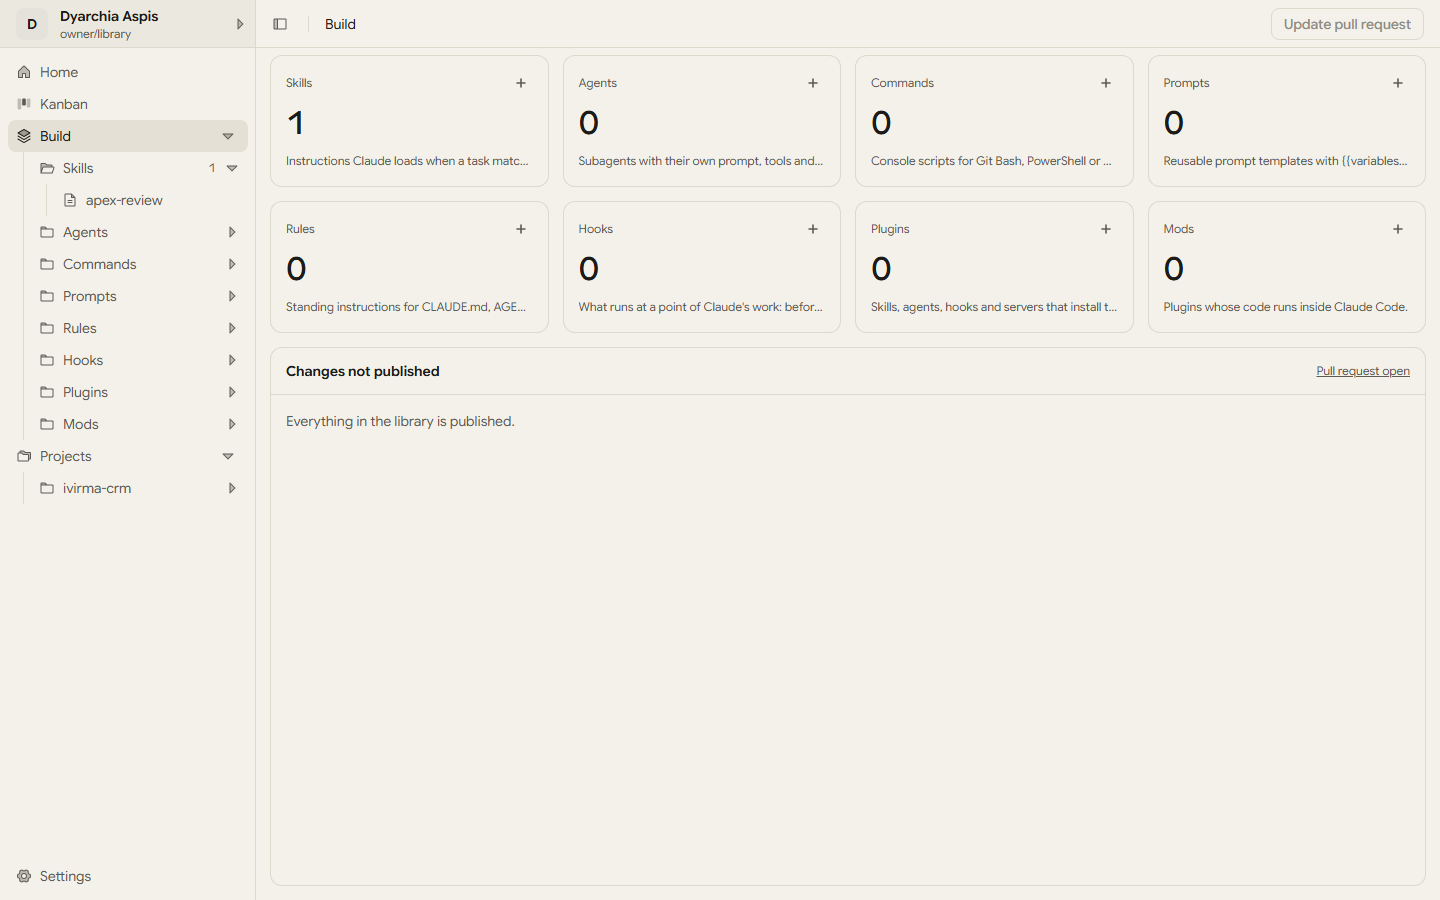 D
Dyarchia Aspis
owner/library
Home
Kanban
Build
Skills 1
apex-review
Agents
Commands
Prompts
Rules
Hooks
Plugins
Mods
Projects
ivirma-crm
Settings
Build
Update pull request
Skills
1
Instructions Claude loads when a task matc...
Agents
0
Subagents with their own prompt, tools and...
Commands
0
Console scripts for Git Bash, PowerShell or ...
Prompts
0
Reusable prompt templates with {{variables...
Rules
0
Standing instructions for CLAUDE.md, AGE...
Hooks
0
What runs at a point of Claude's work: befor...
Plugins
0
Skills, agents, hooks and servers that install t...
Mods
0
Plugins whose code runs inside Claude Code.
Changes not published
Pull request open
Everything in the library is published.